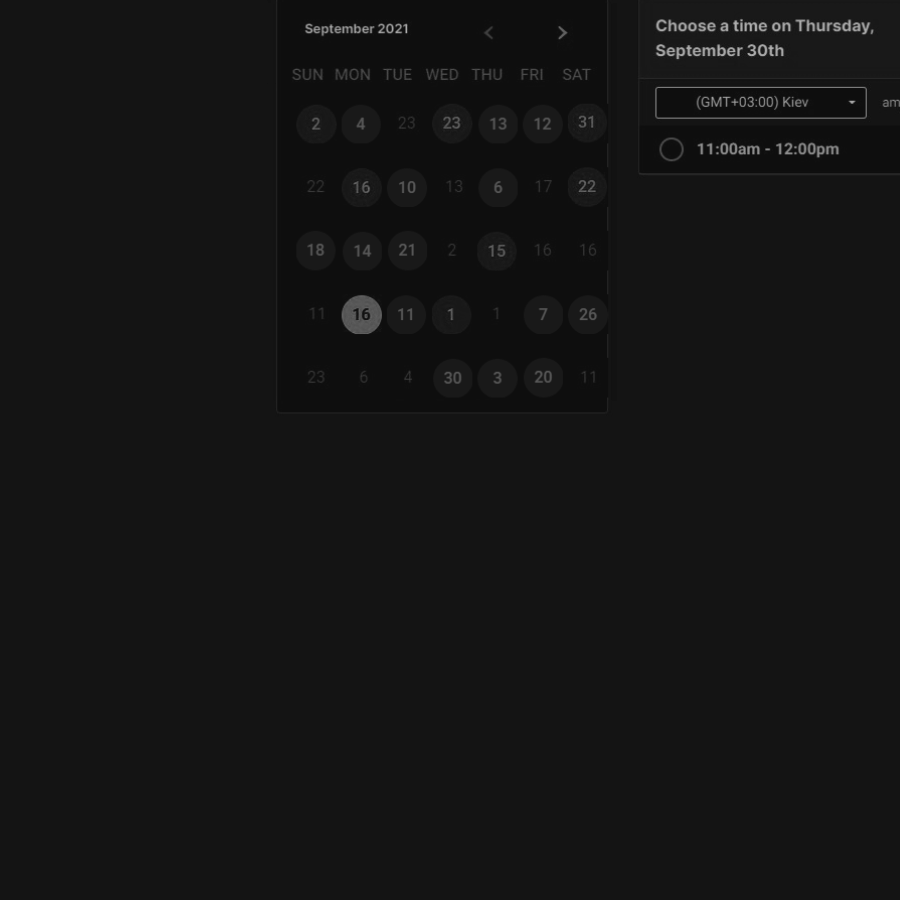 September 2021
SUN MON TUE WED THU FRI SAT
2 4 23 23 13 12 31
22 16 10 13 6 17 22
18 14 21 2 15 16 16
11 16 11 1 1 7 26
23 6 4 30 3 20 11
Choose a time on Thursday,
September 30th
(GMT+03:00) Kiev am
11:00am - 12:00pm